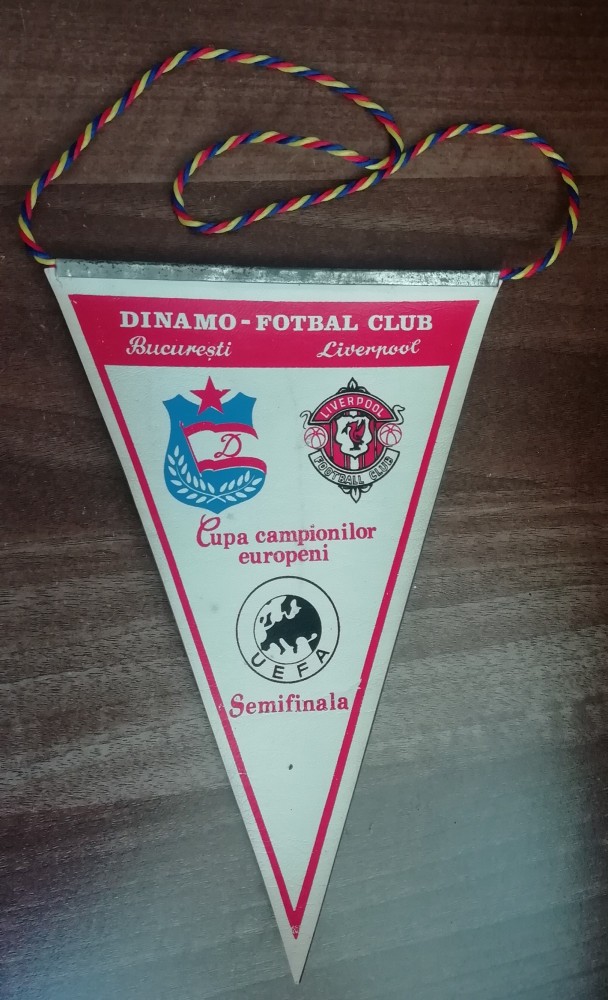 DINAMO - FOTBAL CLUB
București Liverpool
D
LIVERPOOL
FOOTBALL CLUB
Cupa campionilor
europeni
UEFA
Semifinala